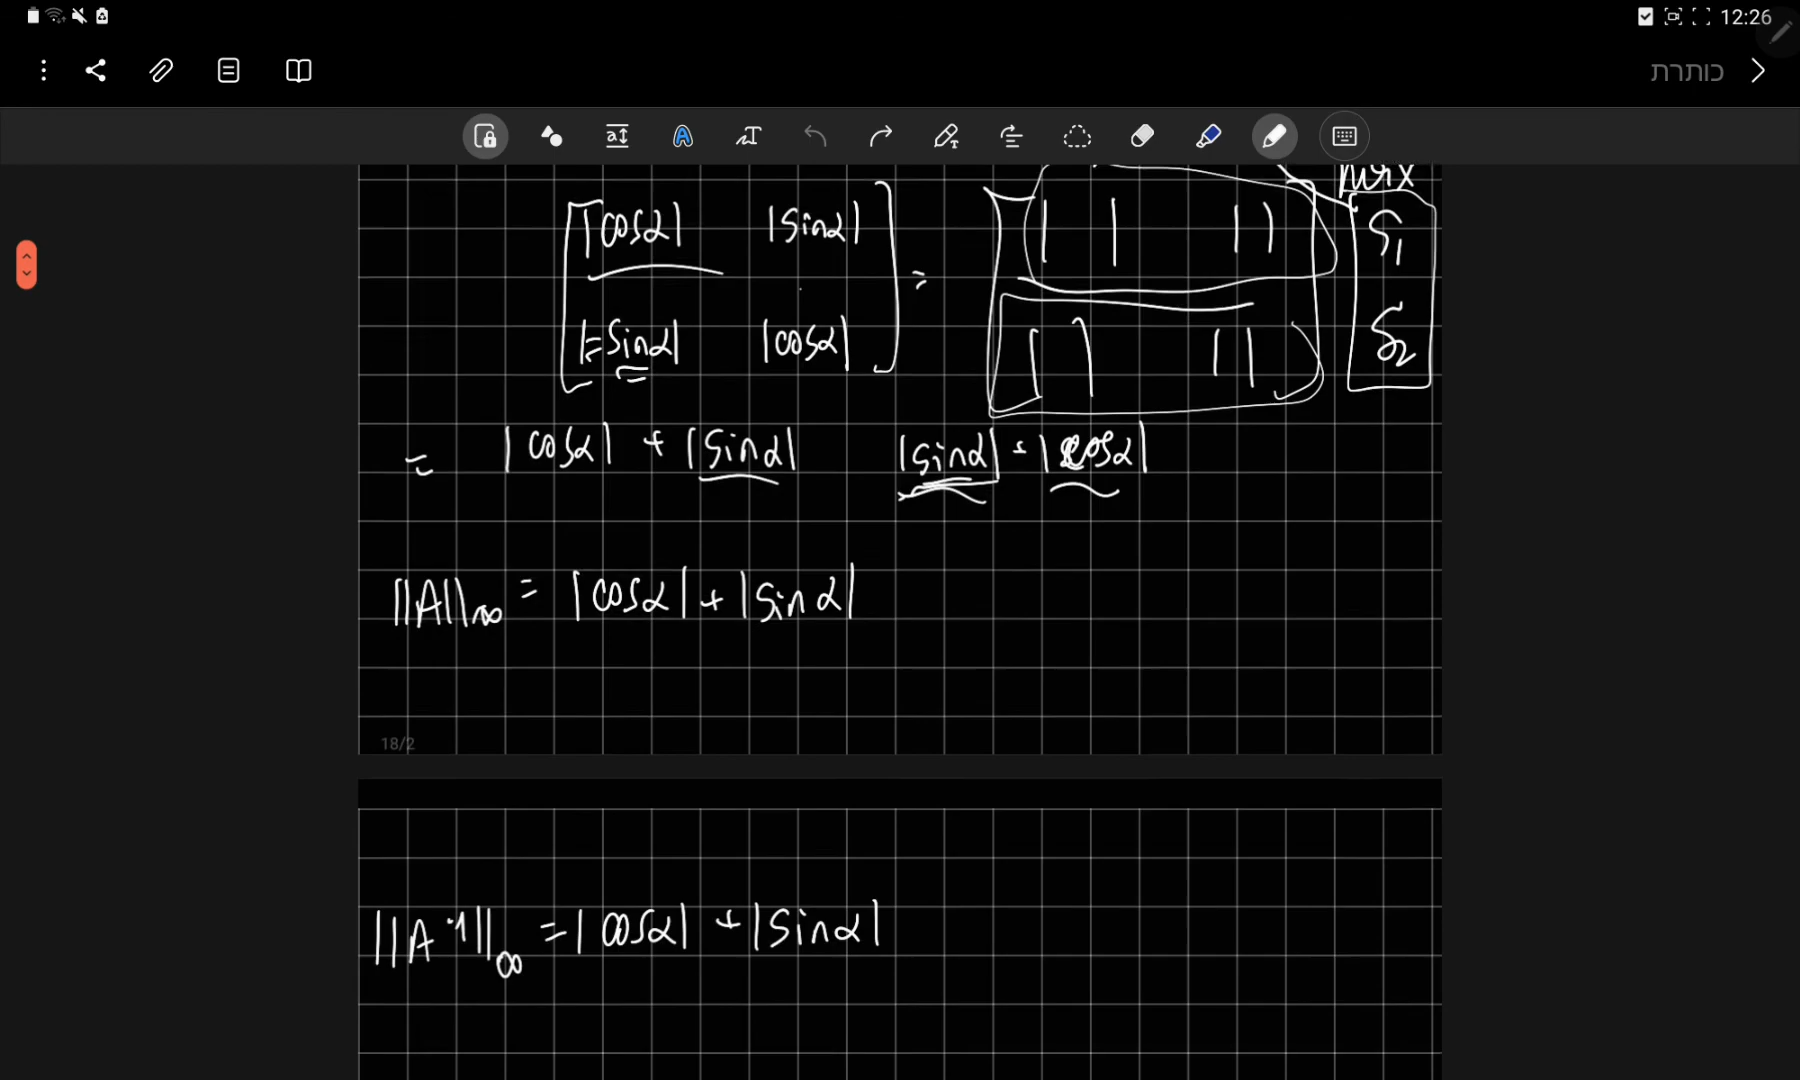 12:26
כותרת
max
|cosα| |sinα| = | | | | S1
|-sinα| |cosα| | | | | S2
= |cosα| + |sinα| |sinα| + |cosα|
||A||∞ = |cosα| + |sinα|
18/2
||A⁻¹||∞ = |cosα| + |sinα|